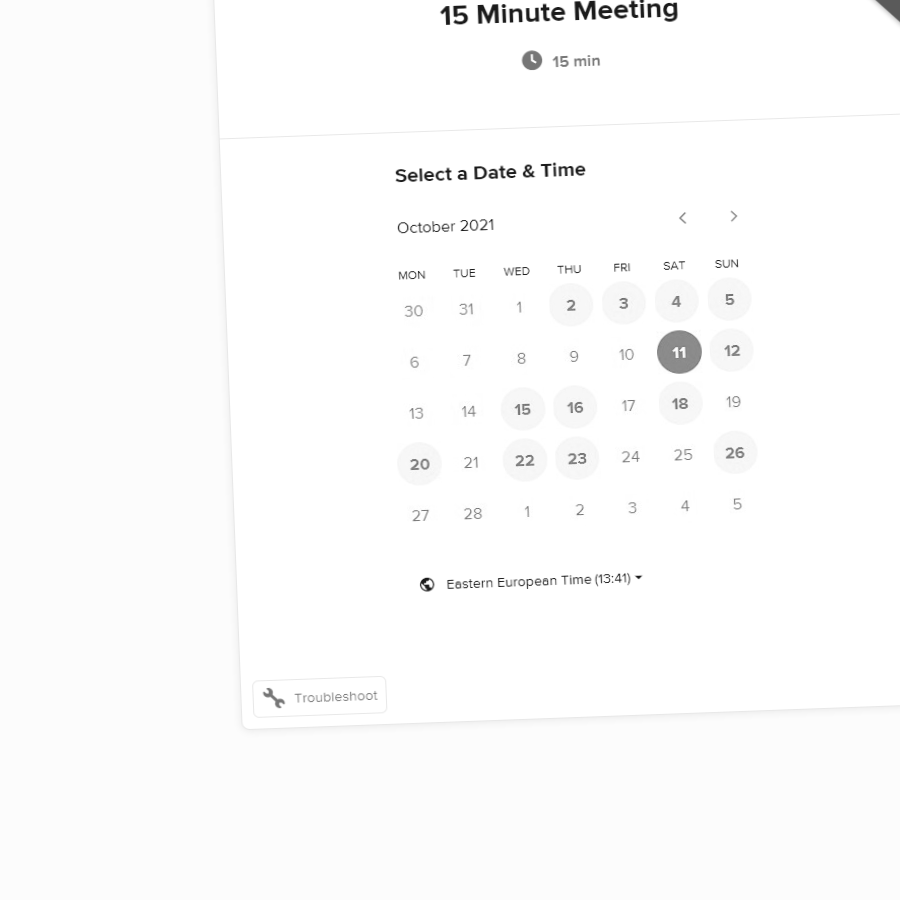 15 Minute Meeting
15 min
Select a Date & Time
October 2021
MON TUE WED THU FRI SAT SUN
30 31 1 2 3 4 5
6 7 8 9 10 11 12
13 14 15 16 17 18 19
20 21 22 23 24 25 26
27 28 1 2 3 4 5
Eastern European Time (13:41)
Troubleshoot